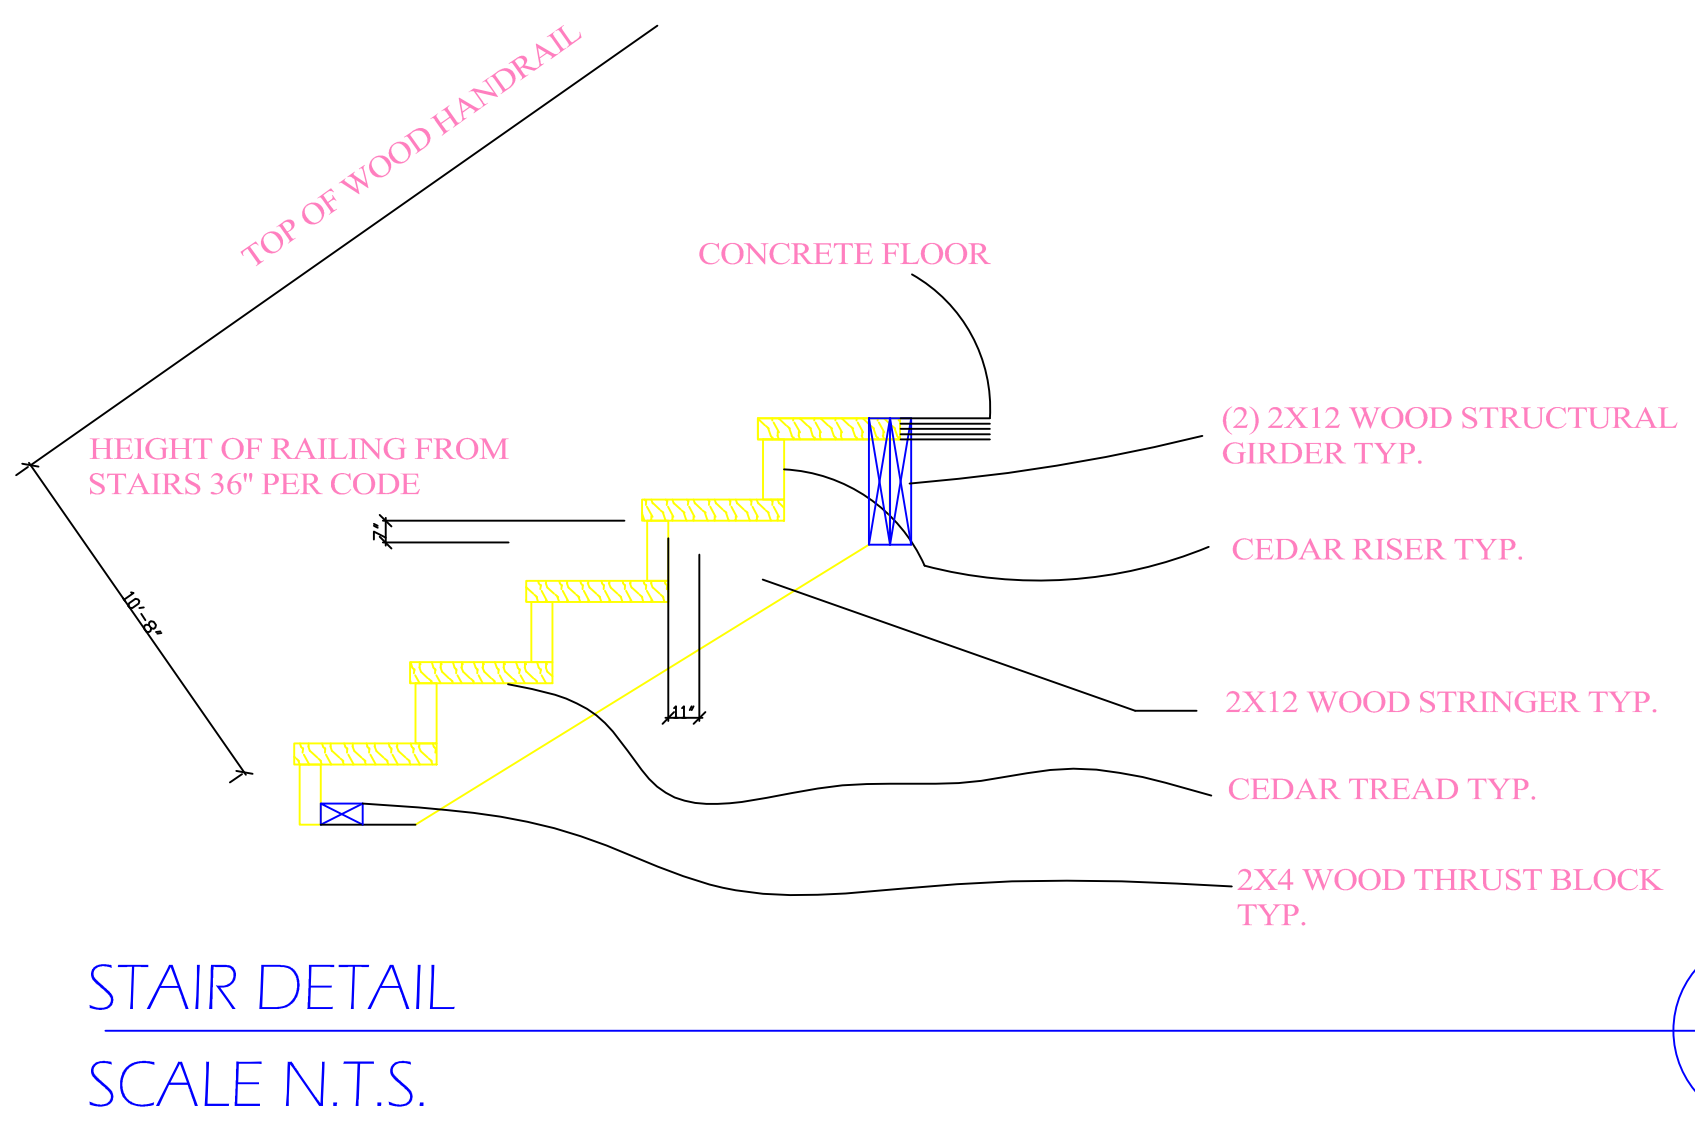 TOP OF WOOD HANDRAIL
CONCRETE FLOOR
(2) 2X12 WOOD STRUCTURAL
GIRDER TYP.
HEIGHT OF RAILING FROM
STAIRS 36" PER CODE
7"
CEDAR RISER TYP.
10'-8"
2X12 WOOD STRINGER TYP.
11"
CEDAR TREAD TYP.
2X4 WOOD THRUST BLOCK
TYP.
STAIR DETAIL
SCALE N.T.S.